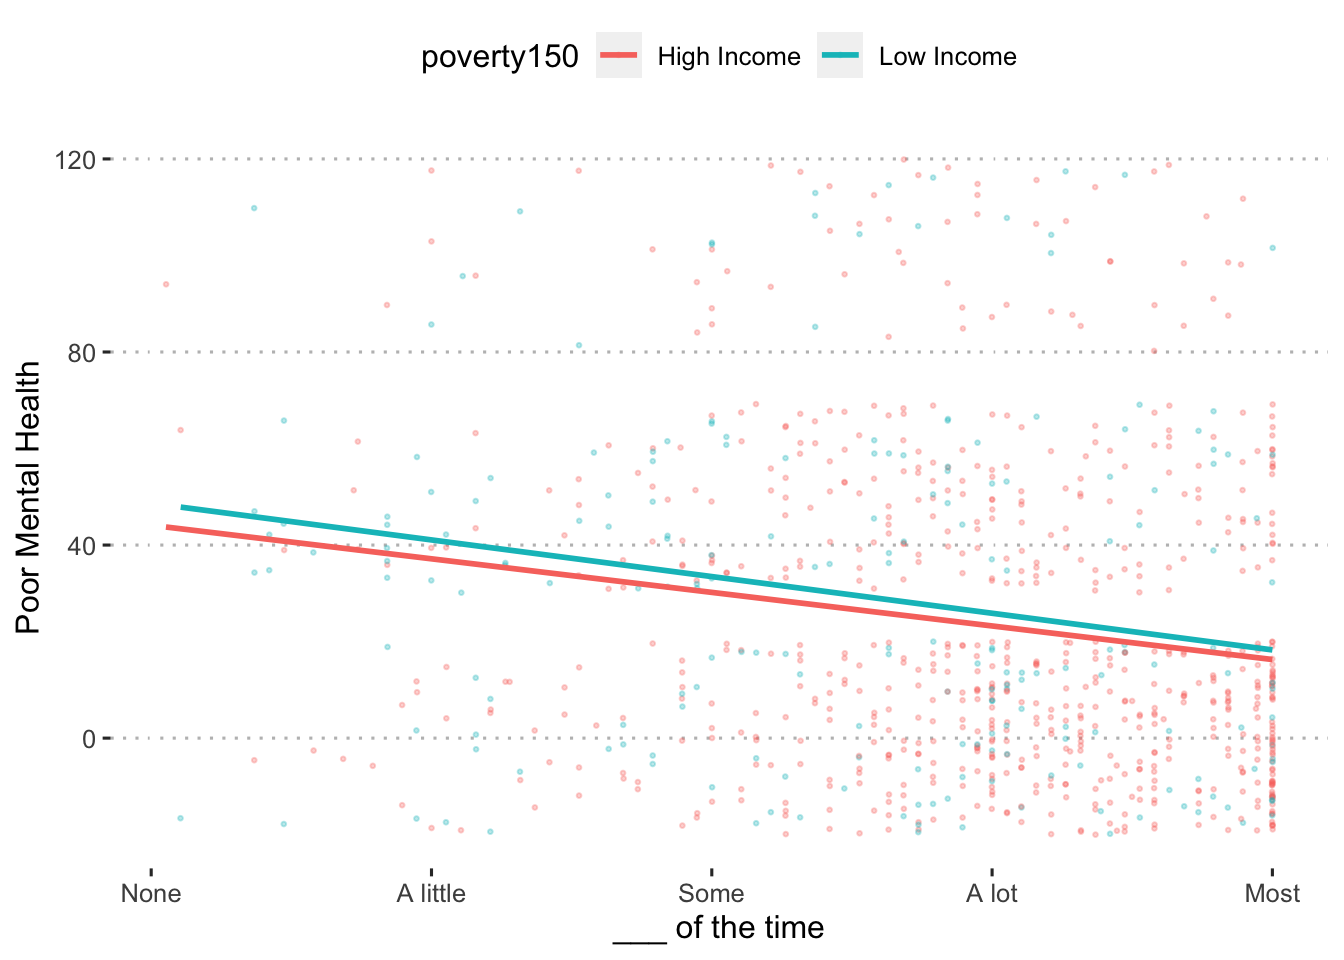 poverty150 High Income Low Income
120
80
40
0
Poor Mental Health
None A little Some A lot Most
___ of the time